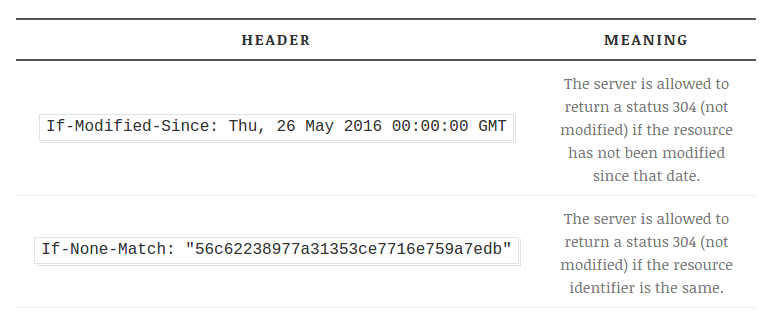 HEADER MEANING
If-Modified-Since: Thu, 26 May 2016 00:00:00 GMT
The server is allowed to
return a status 304 (not
modified) if the resource
has not been modified
since that date.
If-None-Match: "56c62238977a31353ce7716e759a7edb"
The server is allowed to
return a status 304 (not
modified) if the resource
identifier is the same.